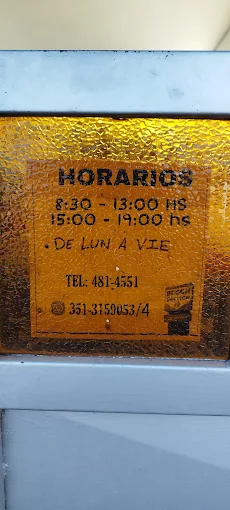 HORARIOS
8:30 - 13:00 HS
15:00 - 19:00 hs
. DE LUN A VIE
TEL: 481-4551
351-3159053/4